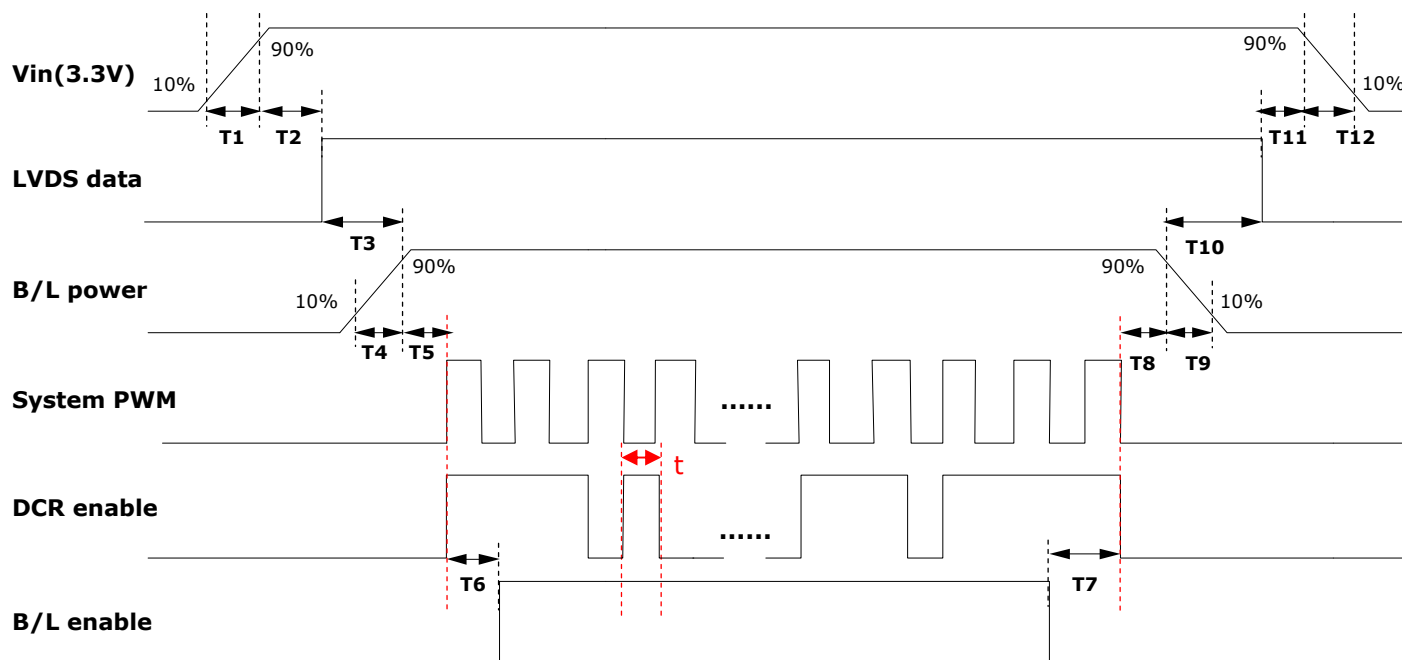 90%
90%
Vin(3.3V)
10%
10%
T1
T2
T11
T12
LVDS data
T3
T10
90%
90%
B/L power
10%
10%
T4
T5
T8
T9
System PWM
......
t
DCR enable
......
T6
T7
B/L enable